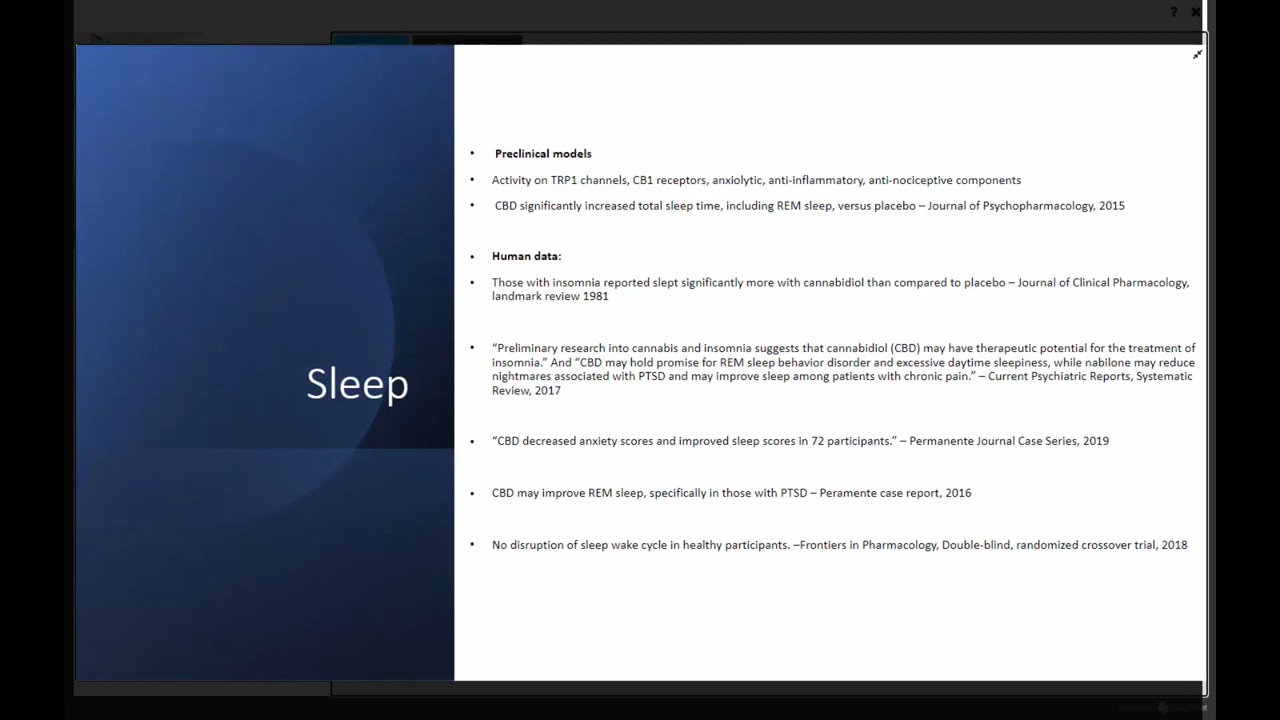 ?
Preclinical models
Activity on TRP1 channels, CB1 receptors, anxiolytic, anti-inflammatory, anti-nociceptive components
CBD significantly increased total sleep time, including REM sleep, versus placebo – Journal of Psychopharmacology, 2015
Human data:
Those with insomnia reported slept significantly more with cannabidiol than compared to placebo – Journal of Clinical Pharmacology,
landmark review 1981
“Preliminary research into cannabis and insomnia suggests that cannabidiol (CBD) may have therapeutic potential for the treatment of
insomnia.” And “CBD may hold promise for REM sleep behavior disorder and excessive daytime sleepiness, while nabilone may reduce
nightmares associated with PTSD and may improve sleep among patients with chronic pain.” – Current Psychiatric Reports, Systematic
Review, 2017
Sleep
“CBD decreased anxiety scores and improved sleep scores in 72 participants.” – Permanente Journal Case Series, 2019
CBD may improve REM sleep, specifically in those with PTSD – Peramente case report, 2016
No disruption of sleep wake cycle in healthy participants. –Frontiers in Pharmacology, Double-blind, randomized crossover trial, 2018